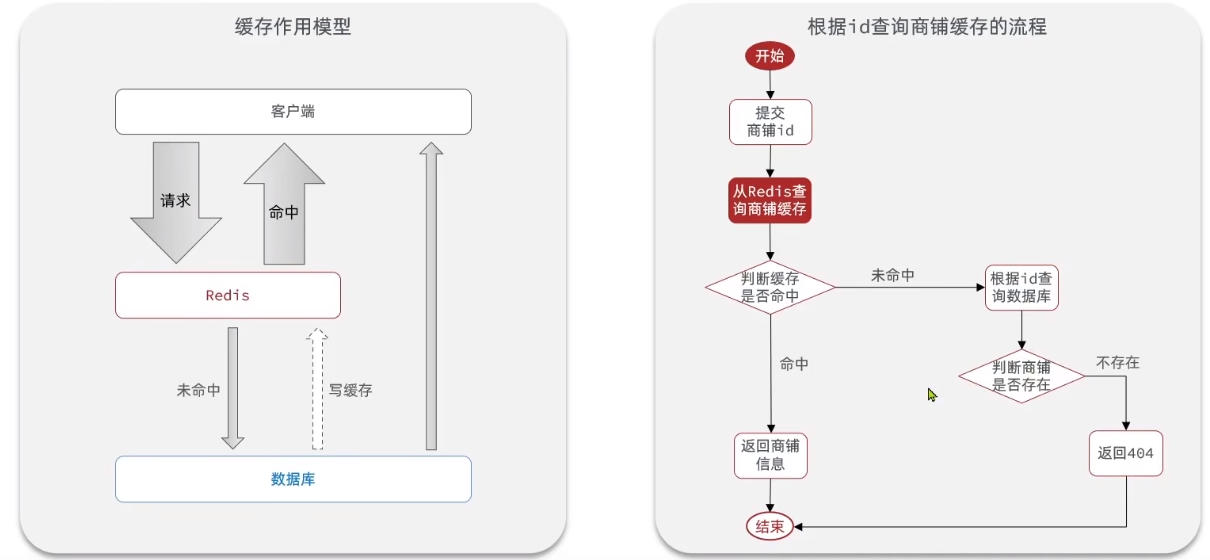 缓存作用模型
客户端
请求
命中
Redis
未命中
写缓存
数据库
根据id查询商铺缓存的流程
开始
提交
商铺id
从Redis查
询商铺缓存
判断缓存
是否命中
未命中
根据id查
询数据库
命中
判断商铺
是否存在
不存在
返回商铺
信息
返回404
结束